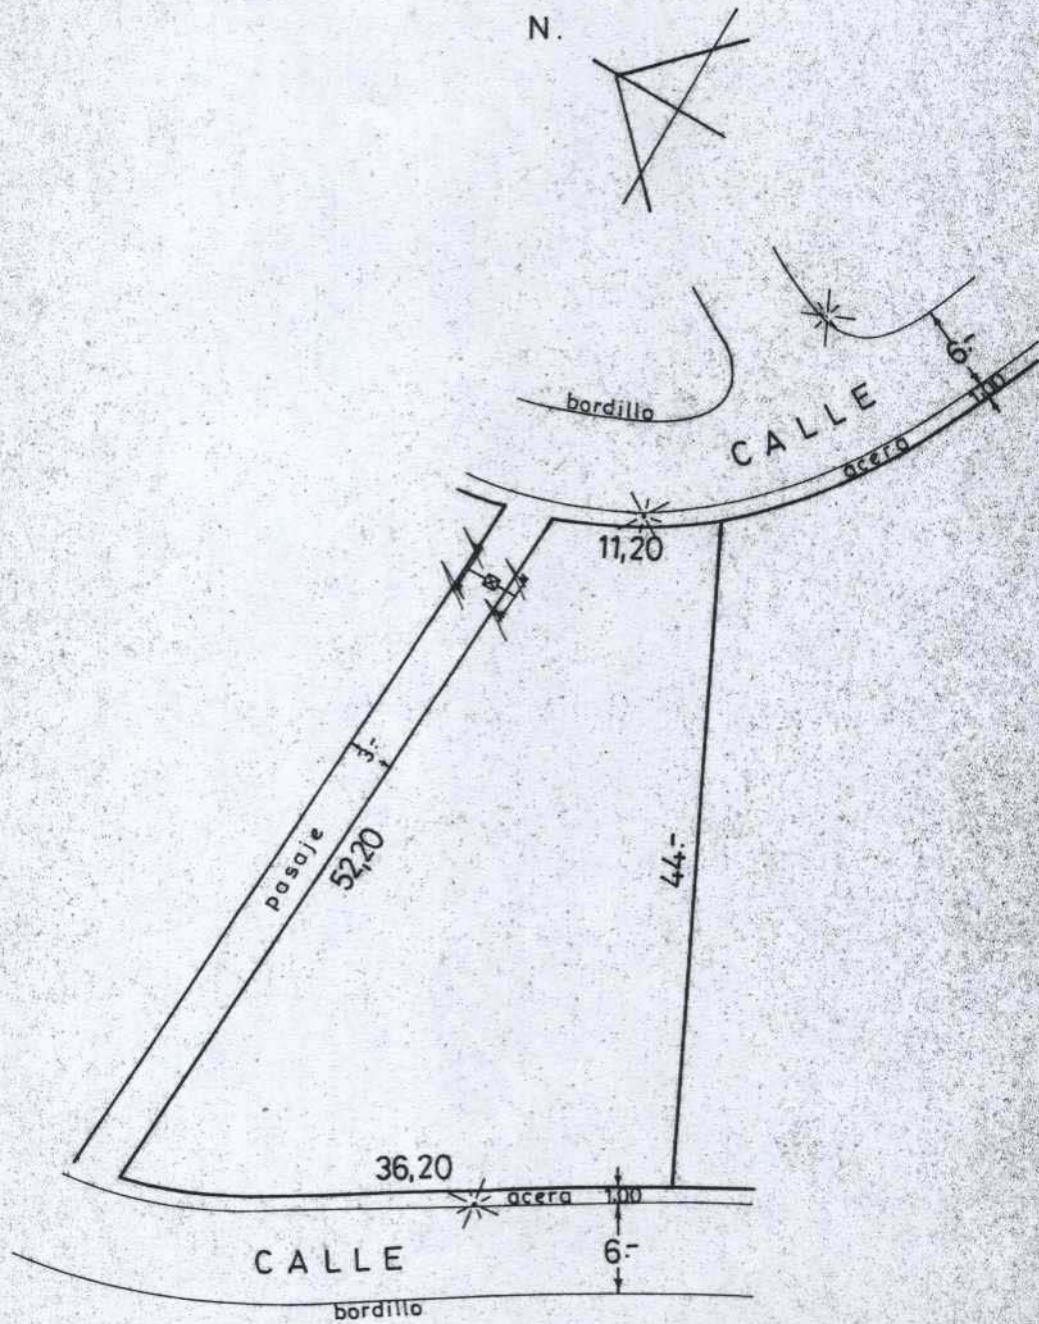 N.
6.-
1,00
bordillo
CALLE
acera
11,20
3.-
pasaje
52,20
44.-
36,20
acera 1,00
CALLE
6.-
bordillo